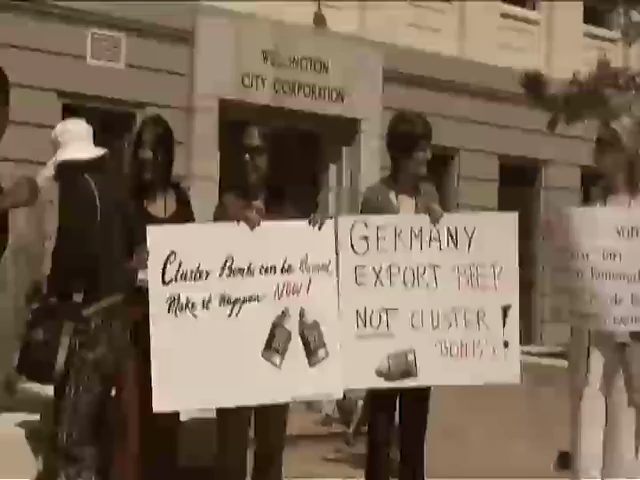 WELLINGTON
CITY CORPORATION
Cluster Bombs can be Banned
Make it happen NOW!
GERMANY
EXPORT BEER
NOT CLUSTER
BOMBS!